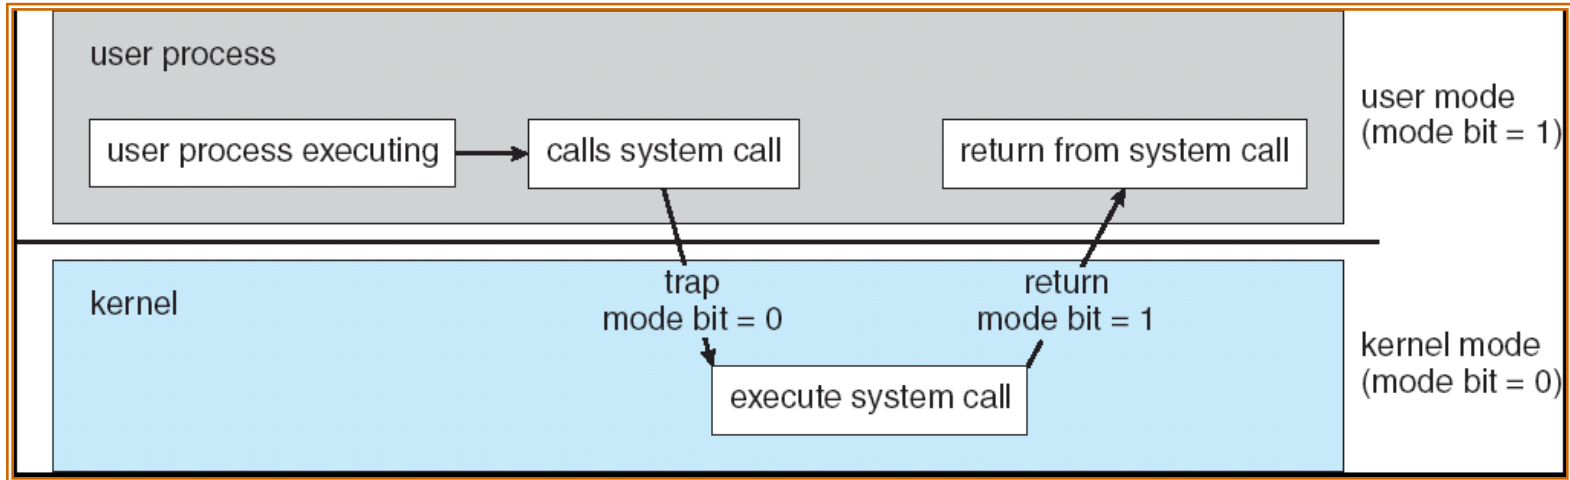 user process
user process executing
calls system call
return from system call
user mode
(mode bit = 1)
kernel
trap
mode bit = 0
return
mode bit = 1
execute system call
kernel mode
(mode bit = 0)